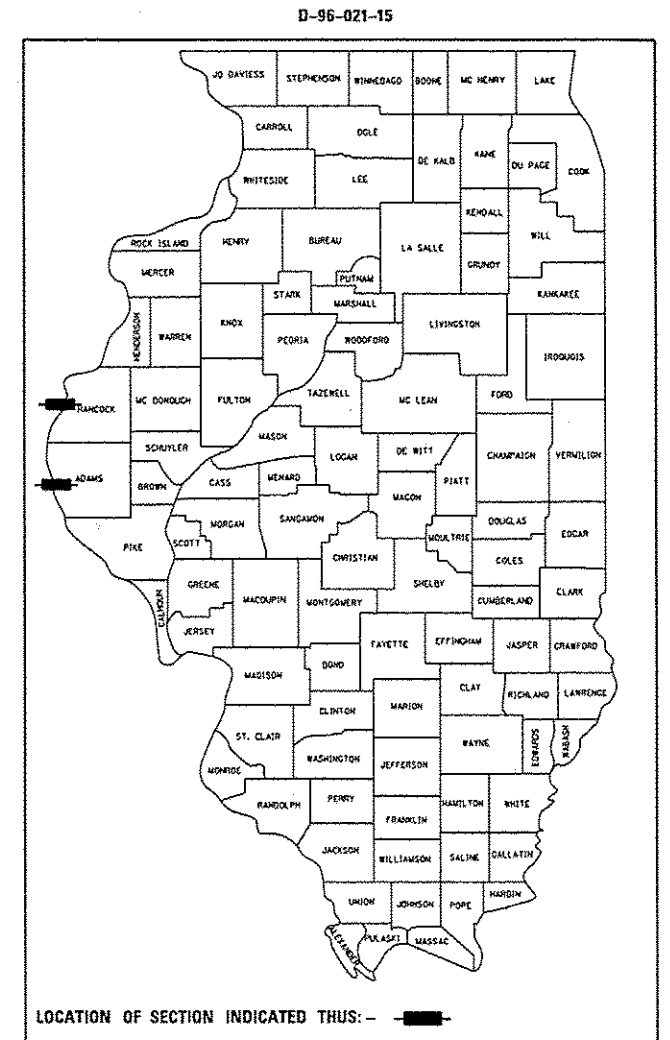 D-96-021-15
JO DAVIESS STEPHENSON WINNEBAGO BOONE MC HENRY LAKE
CARROLL OGLE
DE KALB KANE DU PAGE COOK
WHITESIDE LEE
KENDALL
ROCK ISLAND HENRY BUREAU LA SALLE WILL
GRUNDY
MERCER PUTNAM KANKAKEE
STARK MARSHALL
HENDERSON WARREN KNOX PEORIA WOODFORD LIVINGSTON IROQUOIS
HANCOCK MC DONOUGH FULTON TAZEWELL MC LEAN FORD
MASON
SCHUYLER LOGAN DE WITT CHAMPAIGN VERMILION
ADAMS BROWN CASS MENARD PIATT
MACON
MORGAN SANGAMON DOUGLAS EDGAR
PIKE SCOTT CHRISTIAN MOULTRIE COLES
SHELBY
GREENE CUMBERLAND CLARK
CALHOUN MACOUPIN MONTGOMERY
JERSEY FAYETTE EFFINGHAM JASPER CRAWFORD
BOND
MADISON CLAY RICHLAND LAWRENCE
CLINTON MARION
ST. CLAIR WAYNE EDWARDS WABASH
WASHINGTON JEFFERSON
MONROE
RANDOLPH PERRY HAMILTON WHITE
FRANKLIN
JACKSON WILLIAMSON SALINE GALLATIN
UNION JOHNSON POPE HARDIN
ALEXANDER PULASKI MASSAC
LOCATION OF SECTION INDICATED THUS: -